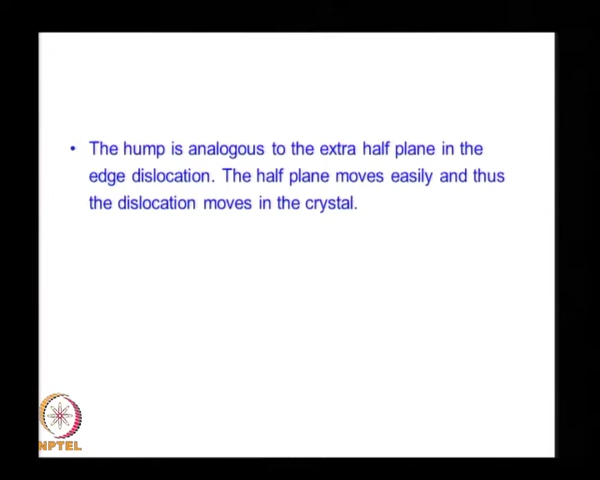 • The hump is analogous to the extra half plane in the
edge dislocation. The half plane moves easily and thus
the dislocation moves in the crystal.
NPTEL